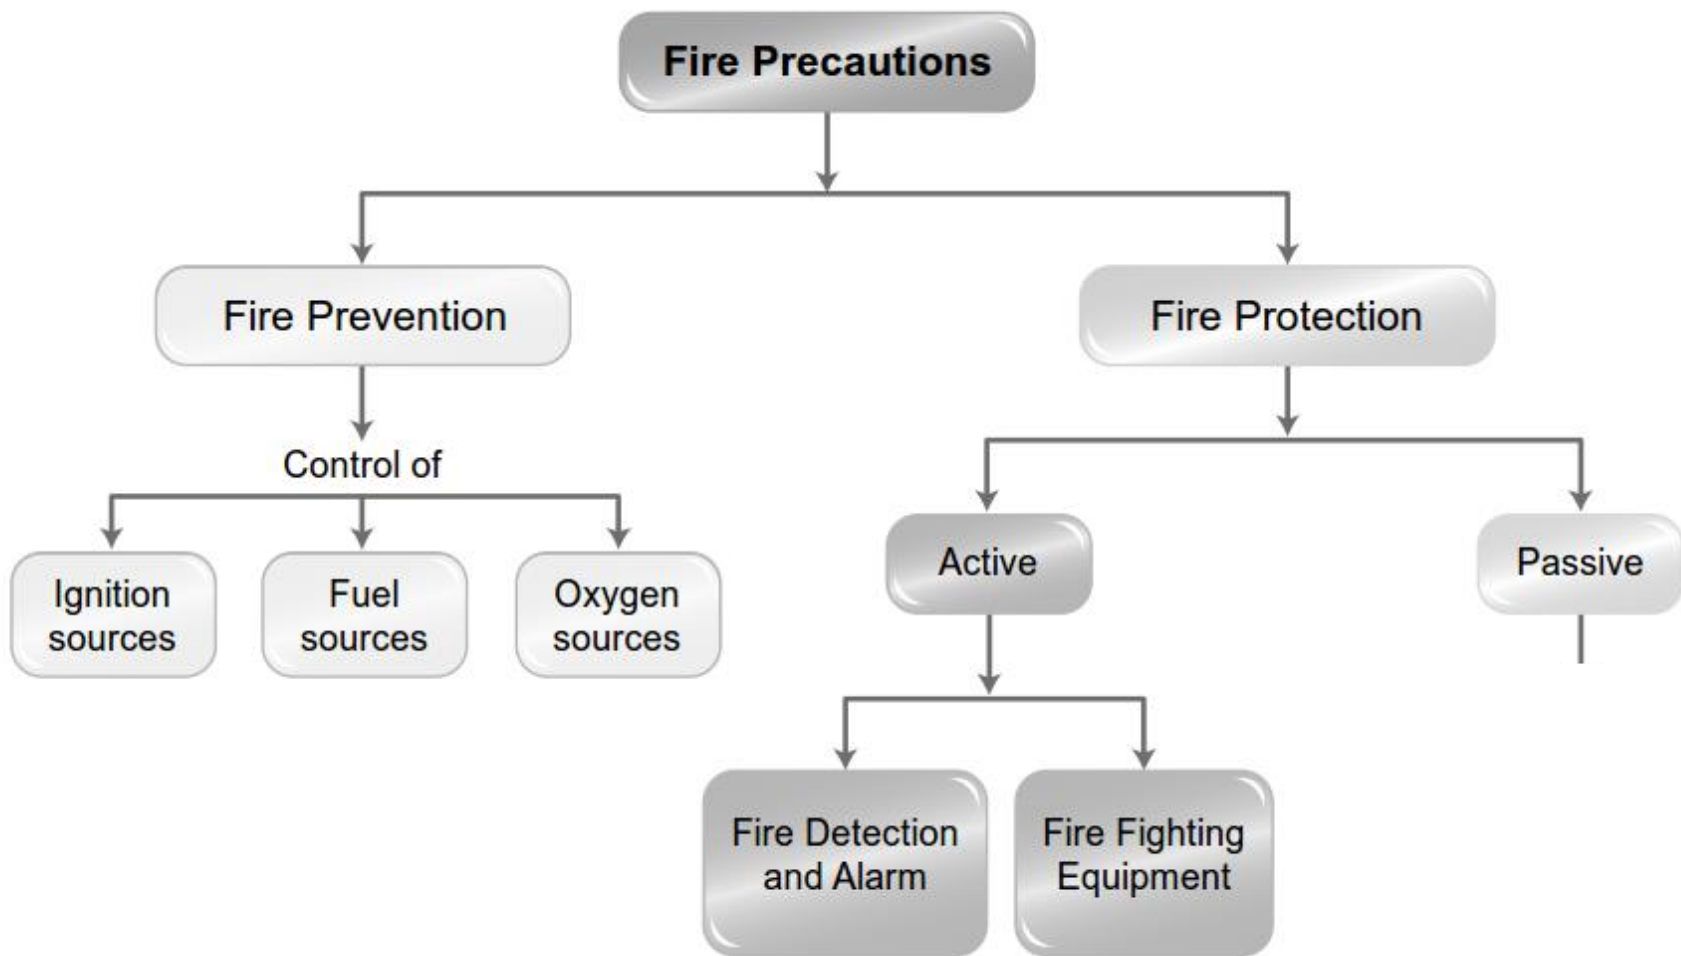 Fire Precautions
Fire Prevention
Fire Protection
Control of
Ignition
sources
Fuel
sources
Oxygen
sources
Active
Passive
Fire Detection
and Alarm
Fire Fighting
Equipment